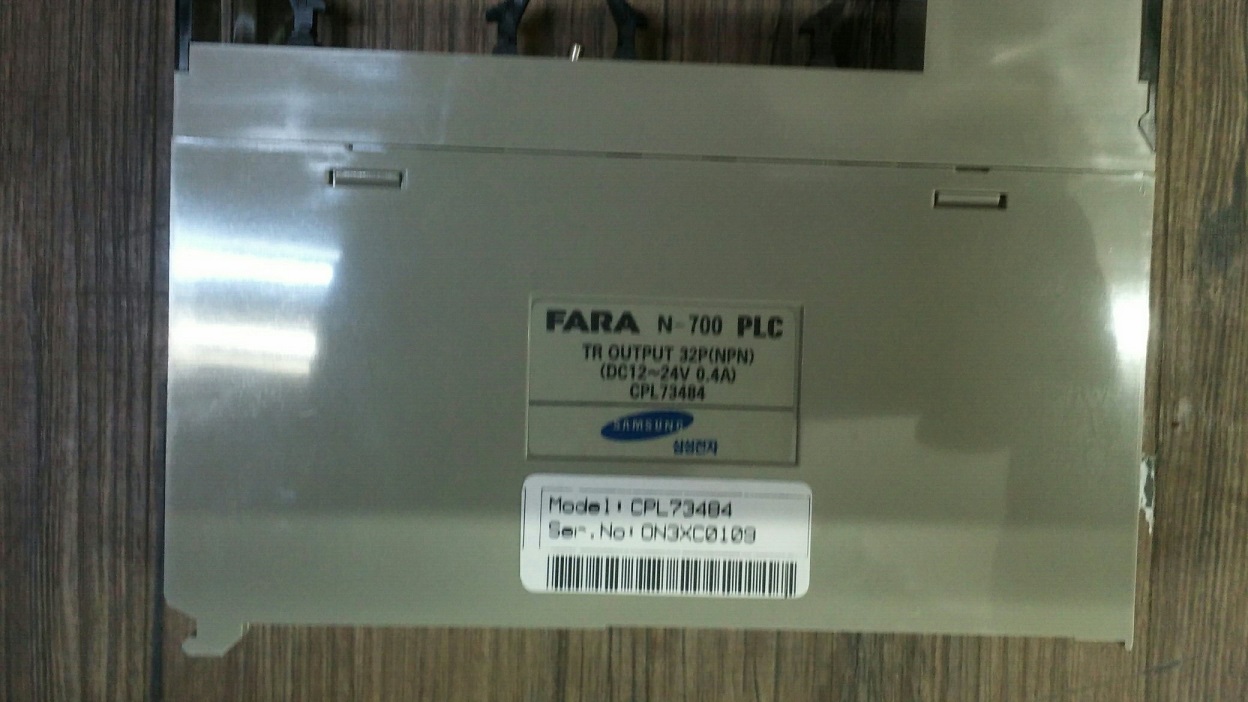 FARA N-700 PLC
TR OUTPUT 32P(NPN)
(DC12~24V 0.4A)
CPL73484
SAMSUNG
삼성전자
Model: CPL73484
Ser.No: ON3XC0109